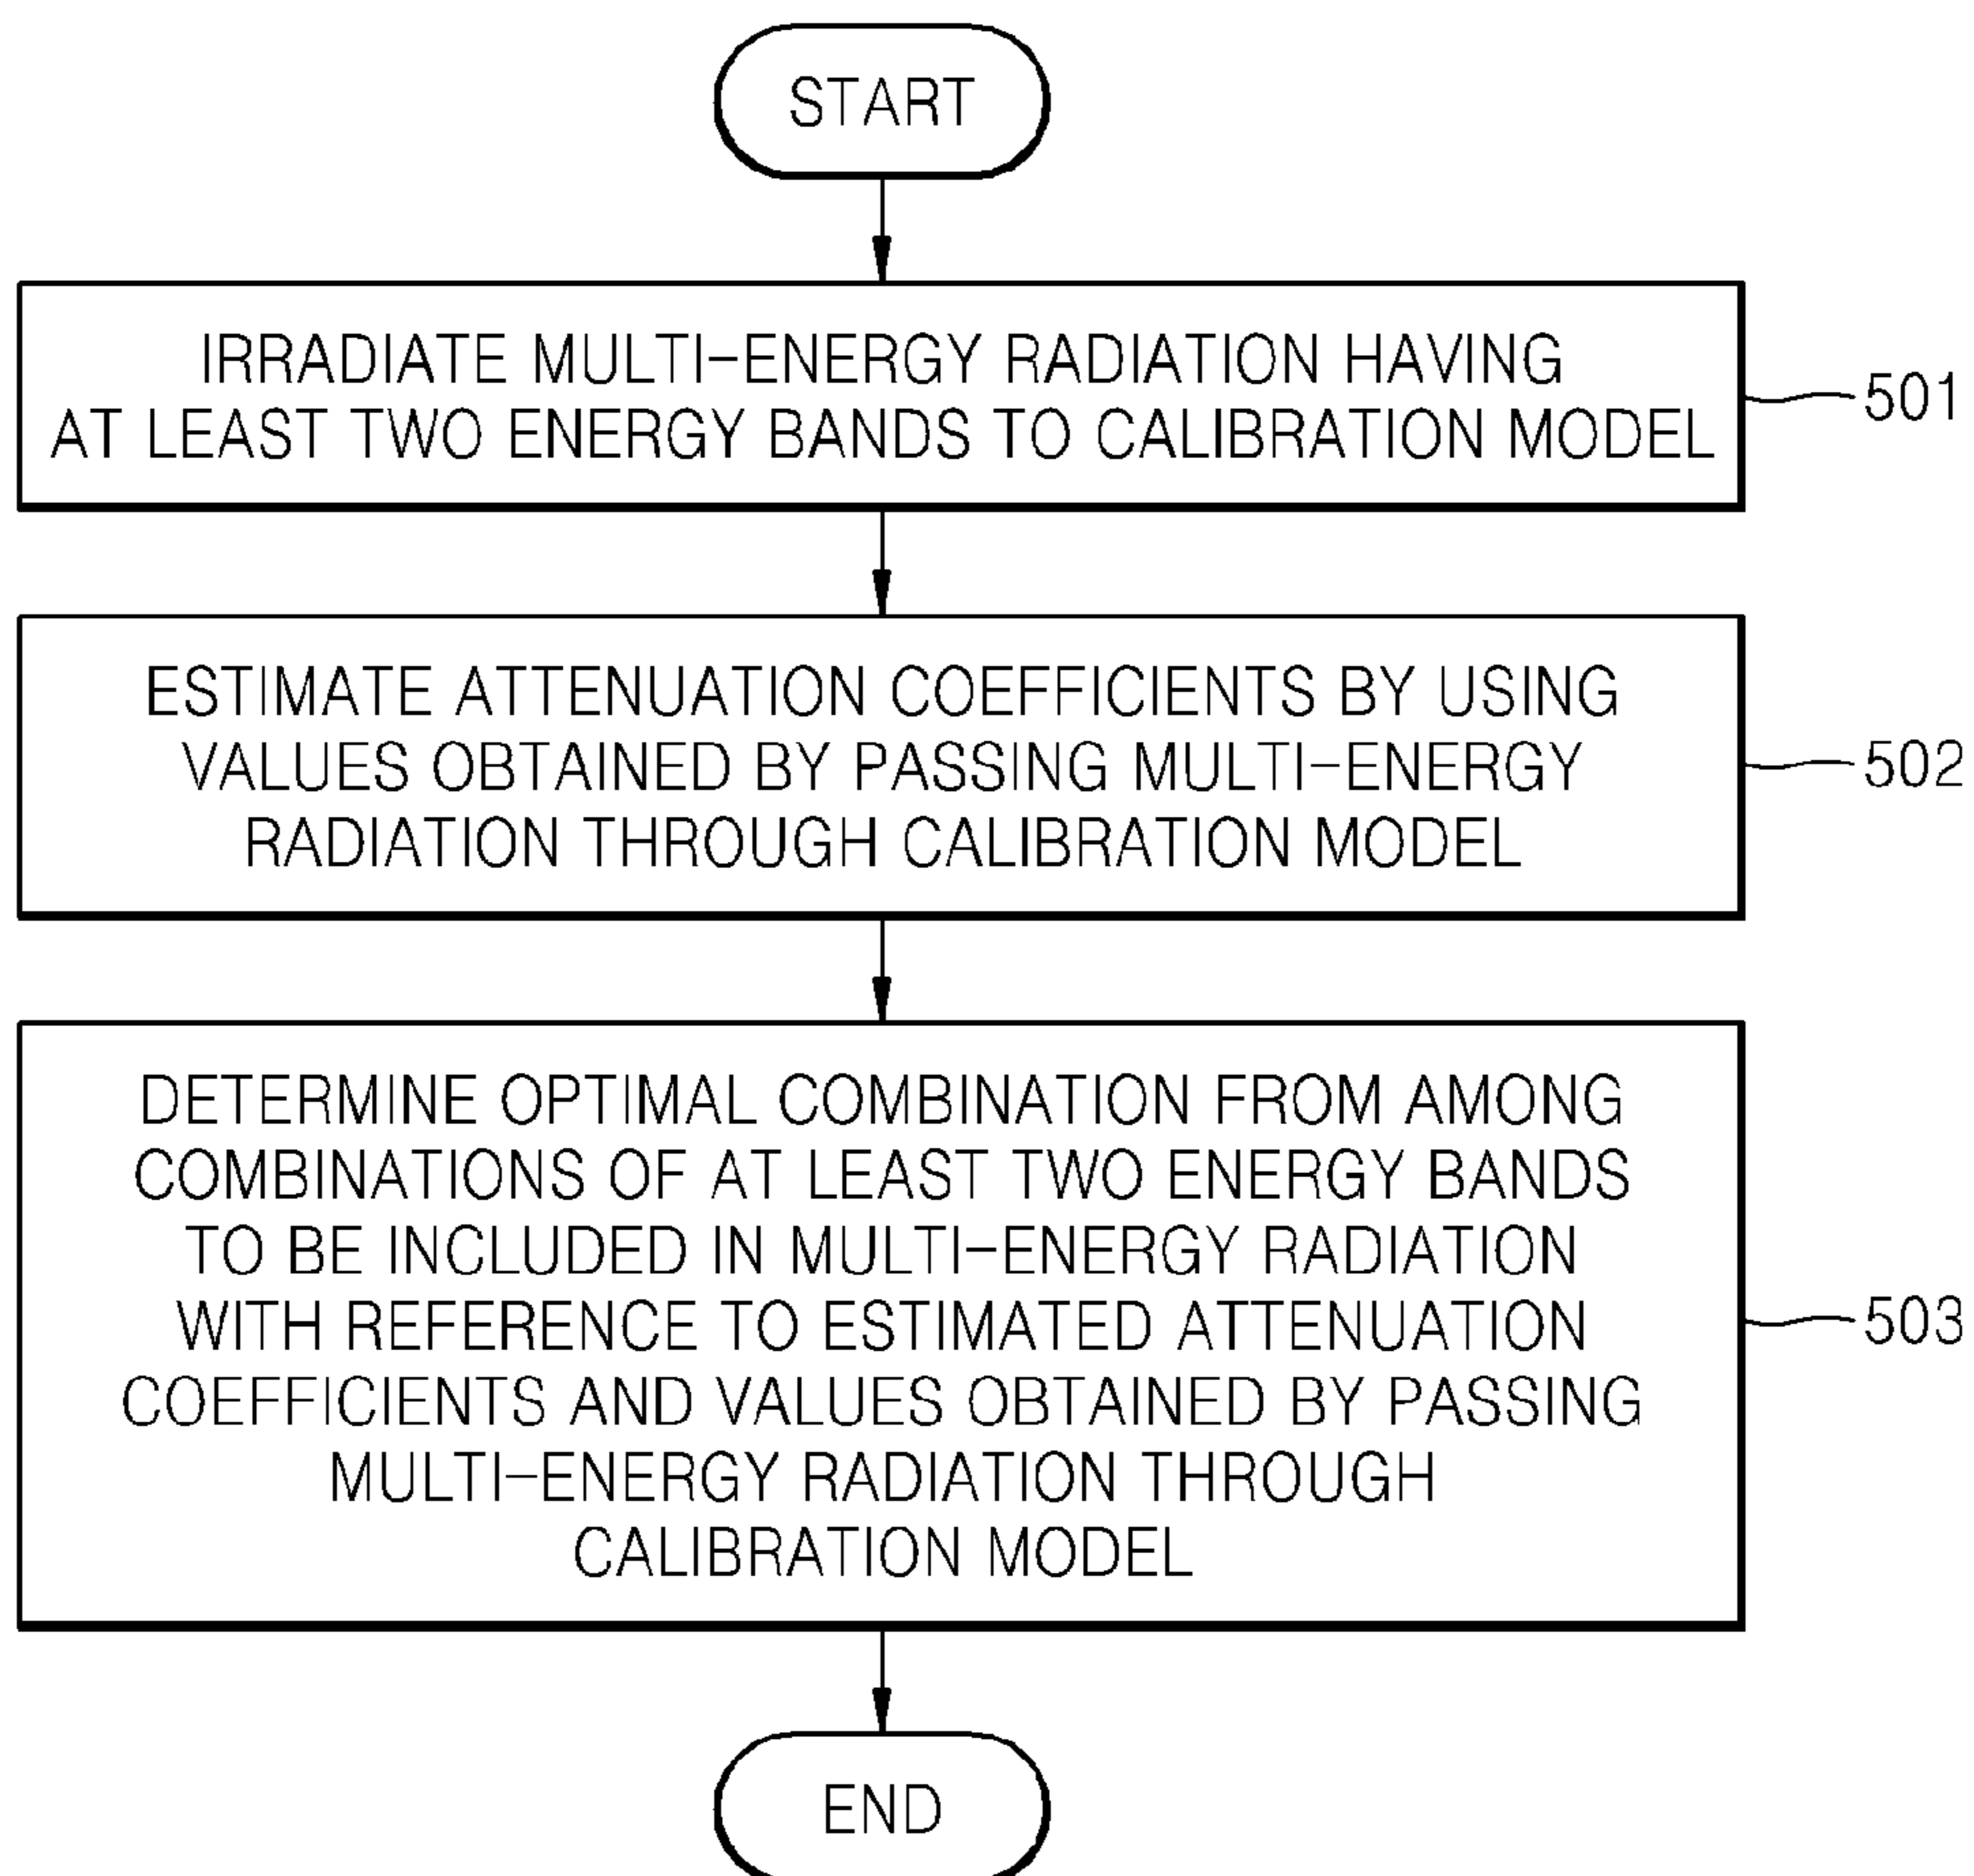 START
IRRADIATE MULTI-ENERGY RADIATION HAVING
AT LEAST TWO ENERGY BANDS TO CALIBRATION MODEL
501
ESTIMATE ATTENUATION COEFFICIENTS BY USING
VALUES OBTAINED BY PASSING MULTI-ENERGY
RADIATION THROUGH CALIBRATION MODEL
502
DETERMINE OPTIMAL COMBINATION FROM AMONG
COMBINATIONS OF AT LEAST TWO ENERGY BANDS
TO BE INCLUDED IN MULTI-ENERGY RADIATION
WITH REFERENCE TO ESTIMATED ATTENUATION
COEFFICIENTS AND VALUES OBTAINED BY PASSING
MULTI-ENERGY RADIATION THROUGH
CALIBRATION MODEL
503
END